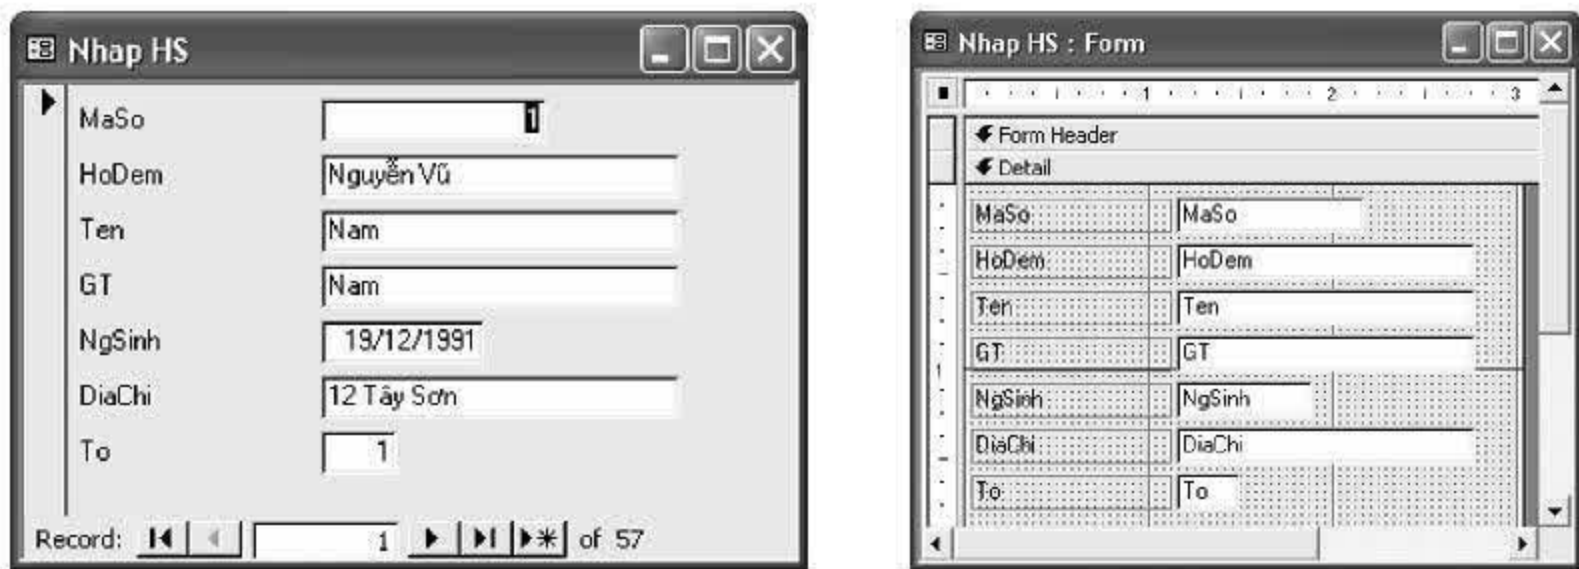 Nhap HS
MaSo 1
HoDem Nguyễn Vũ
Ten Nam
GT Nam
NgSinh 19/12/1991
DiaChi 12 Tây Sơn
To 1
Record: 1 of 57
Nhap HS : Form
1 2 3
Form Header
Detail
MaSo MaSo
HoDem HoDem
Ten Ten
GT GT
1
NgSinh NgSinh
DiaChi DiaChi
To To